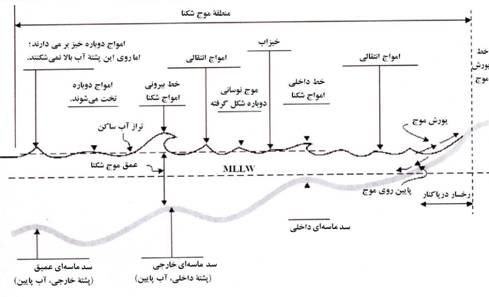 منطقهٔ موج شکنا
امواج دوباره خیز بر می دارند؛
اما روی این پشتهٔ آب بالا نمی‌شکنند.
امواج دوباره
تخت می‌شوند.
تراز آب ساکن
خط بیرونی
امواج شکنا
امواج انتقالی
موج نوسانی
دوباره شکل گرفته
خیزاب
خط داخلی
امواج شکنا
امواج انتقالی
خط
یورش
موج
یورش موج
عمق موج شکنا
MLLW
پایین روی موج
رخسار دریاکنار
سد ماسه‌ای داخلی
سد ماسه‌ای خارجی
(پشتهٔ داخلی، آب پایین)
سد ماسه‌ای عمیق
(پشتهٔ خارجی، آب پایین)